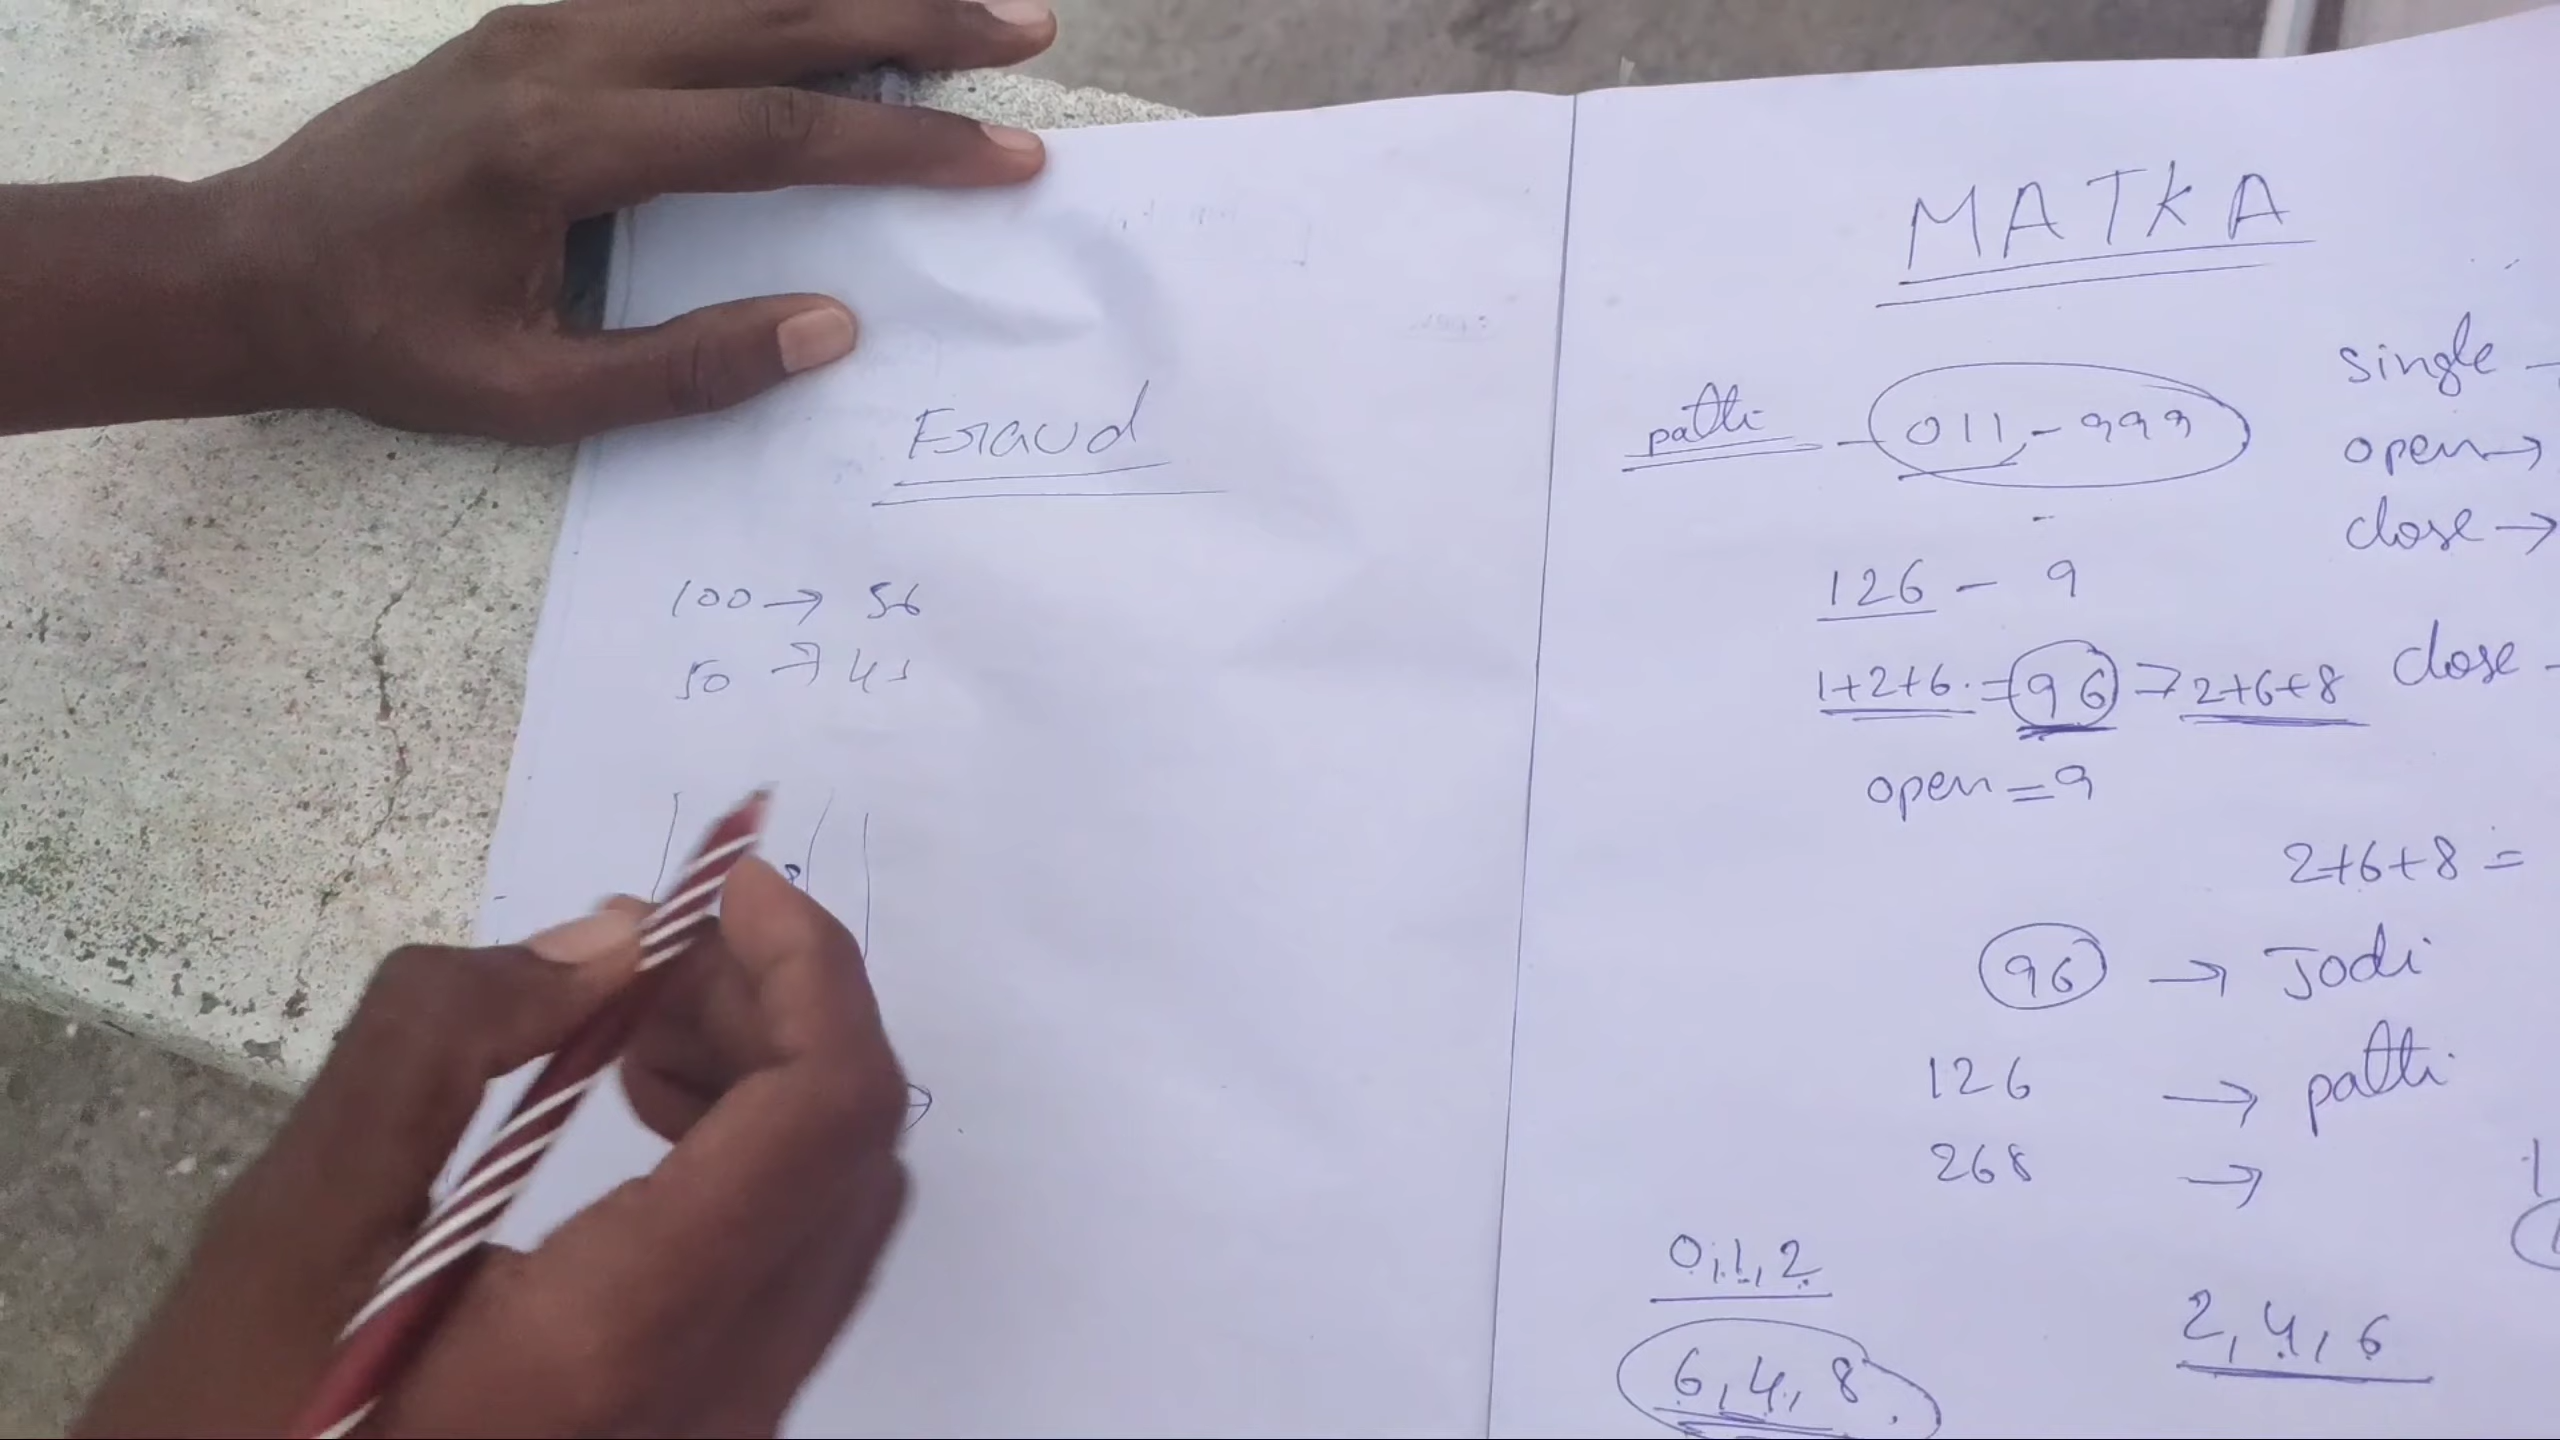 Fraud
100 → 56
50 → 45
8
MATKA
patti - 011 - 999
single -
open →
close →
126 - 9
1+2+6 = 96 → 2+6+8
close -
open = 9
2+6+8 =
96 → Jodi
126 → patti
268 →
1
0,1,2
6,4,8
2,4,6